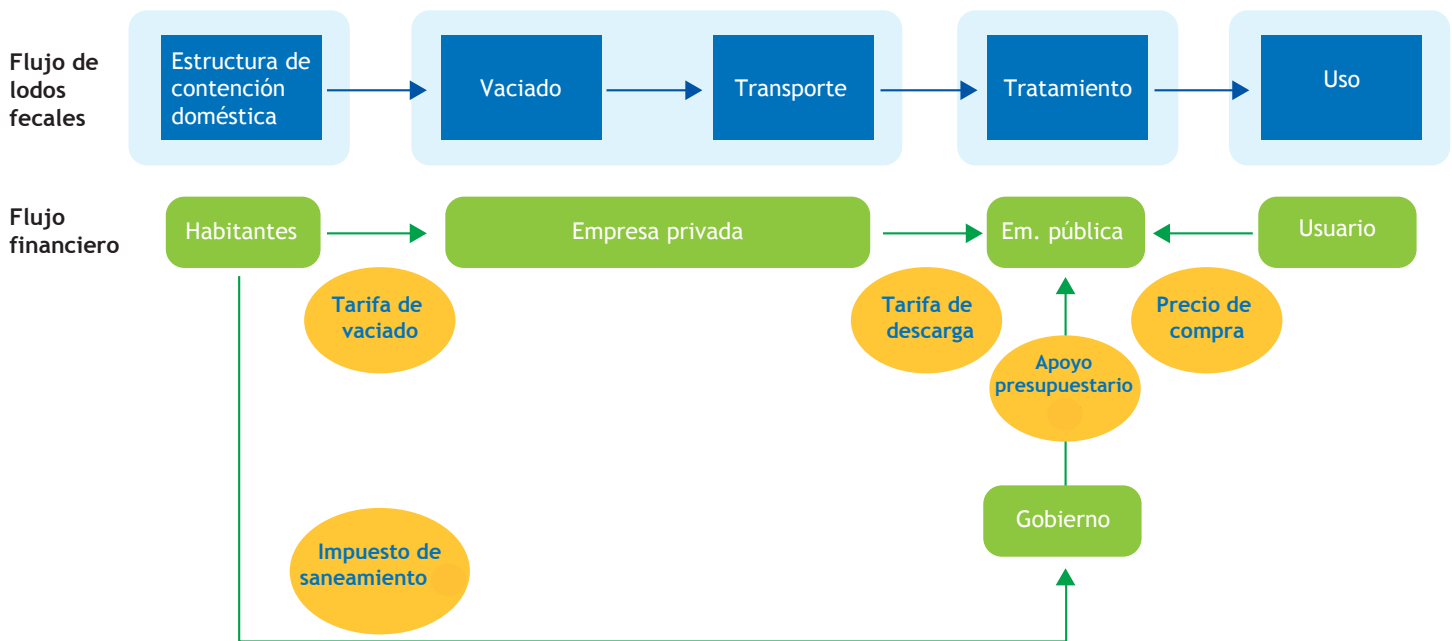 Flujo de
lodos
fecales
Estructura de
contención
doméstica
Vaciado
Transporte
Tratamiento
Uso
Flujo
financiero
Habitantes
Empresa privada
Em. pública
Usuario
Tarifa de
vaciado
Tarifa de
descarga
Precio de
compra
Apoyo
presupuestario
Gobierno
Impuesto de
saneamiento